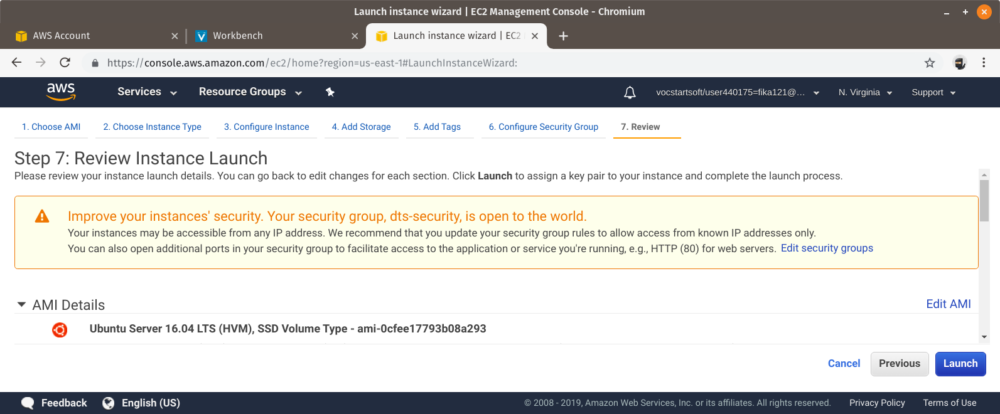 Launch instance wizard | EC2 Management Console - Chromium
AWS Account
Workbench
Launch instance wizard | EC2
https://console.aws.amazon.com/ec2/home?region=us-east-1#LaunchInstanceWizard:
aws
Services
Resource Groups
vocstartsoft/user440175=fika121@...
N. Virginia
Support
1. Choose AMI
2. Choose Instance Type
3. Configure Instance
4. Add Storage
5. Add Tags
6. Configure Security Group
7. Review
Step 7: Review Instance Launch
Please review your instance launch details. You can go back to edit changes for each section. Click Launch to assign a key pair to your instance and complete the launch process.
Improve your instances' security. Your security group, dts-security, is open to the world.
Your instances may be accessible from any IP address. We recommend that you update your security group rules to allow access from known IP addresses only.
You can also open additional ports in your security group to facilitate access to the application or service you're running, e.g., HTTP (80) for web servers. Edit security groups
AMI Details
Edit AMI
Ubuntu Server 16.04 LTS (HVM), SSD Volume Type - ami-0cfee17793b08a293
Cancel
Previous
Launch
Feedback
English (US)
© 2008 - 2019, Amazon Web Services, Inc. or its affiliates. All rights reserved.
Privacy Policy
Terms of Use